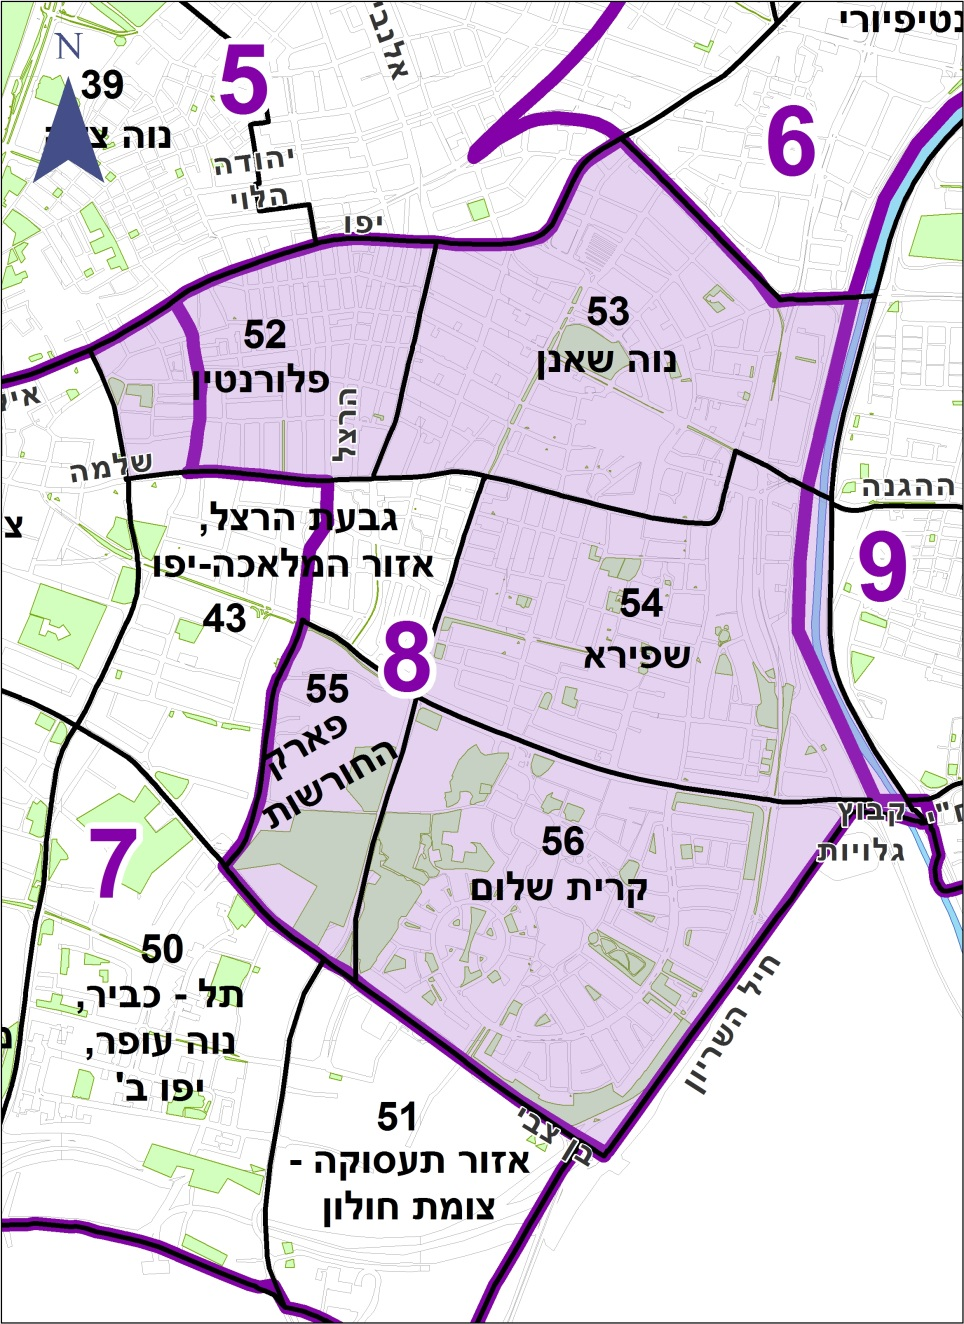 נטיפיורי
אלנבי
N
39
נוה
5
6
יהודה
הלוי
יפו
52
פלורנטין
53
נוה שאנן
הרצל
שלמה
ההגנה
גבעת הרצל,
אזור המלאכה-יפו
43
9
54
שפירא
8
55
פארק
החורשות
קבוץ
גלויות
56
קרית שלום
7
50
תל - כביר,
נוה עופר,
יפו ב'
חיל השריון
51
אזור תעסוקה -
צומת חולון
בן צבי